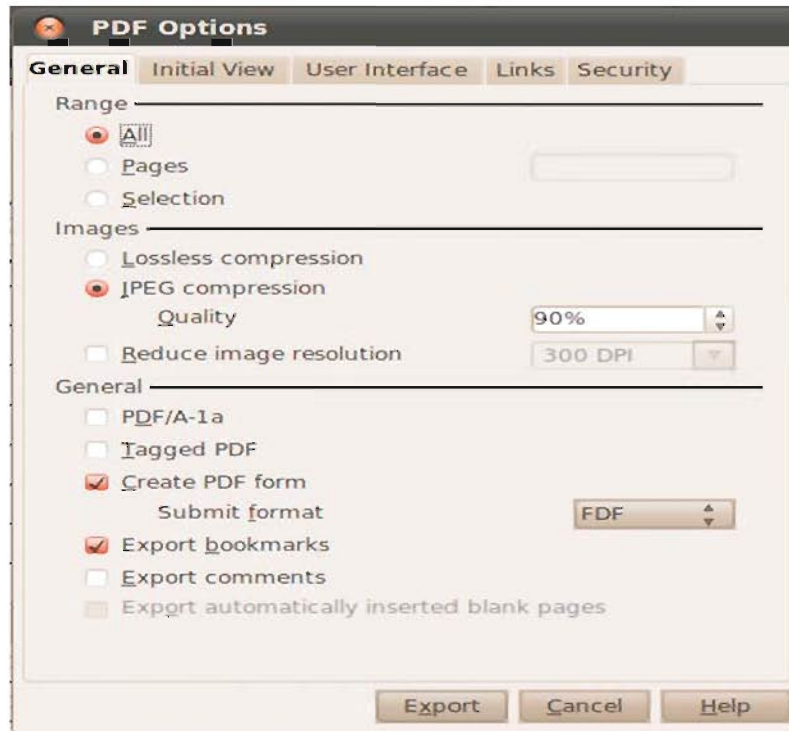 PDF Options
General Initial View User Interface Links Security
Range
All
Pages
Selection
Images
Lossless compression
JPEG compression
Quality 90%
Reduce image resolution 300 DPI
General
PDF/A-1a
Tagged PDF
Create PDF form
Submit format FDF
Export bookmarks
Export comments
Export automatically inserted blank pages
Export Cancel Help